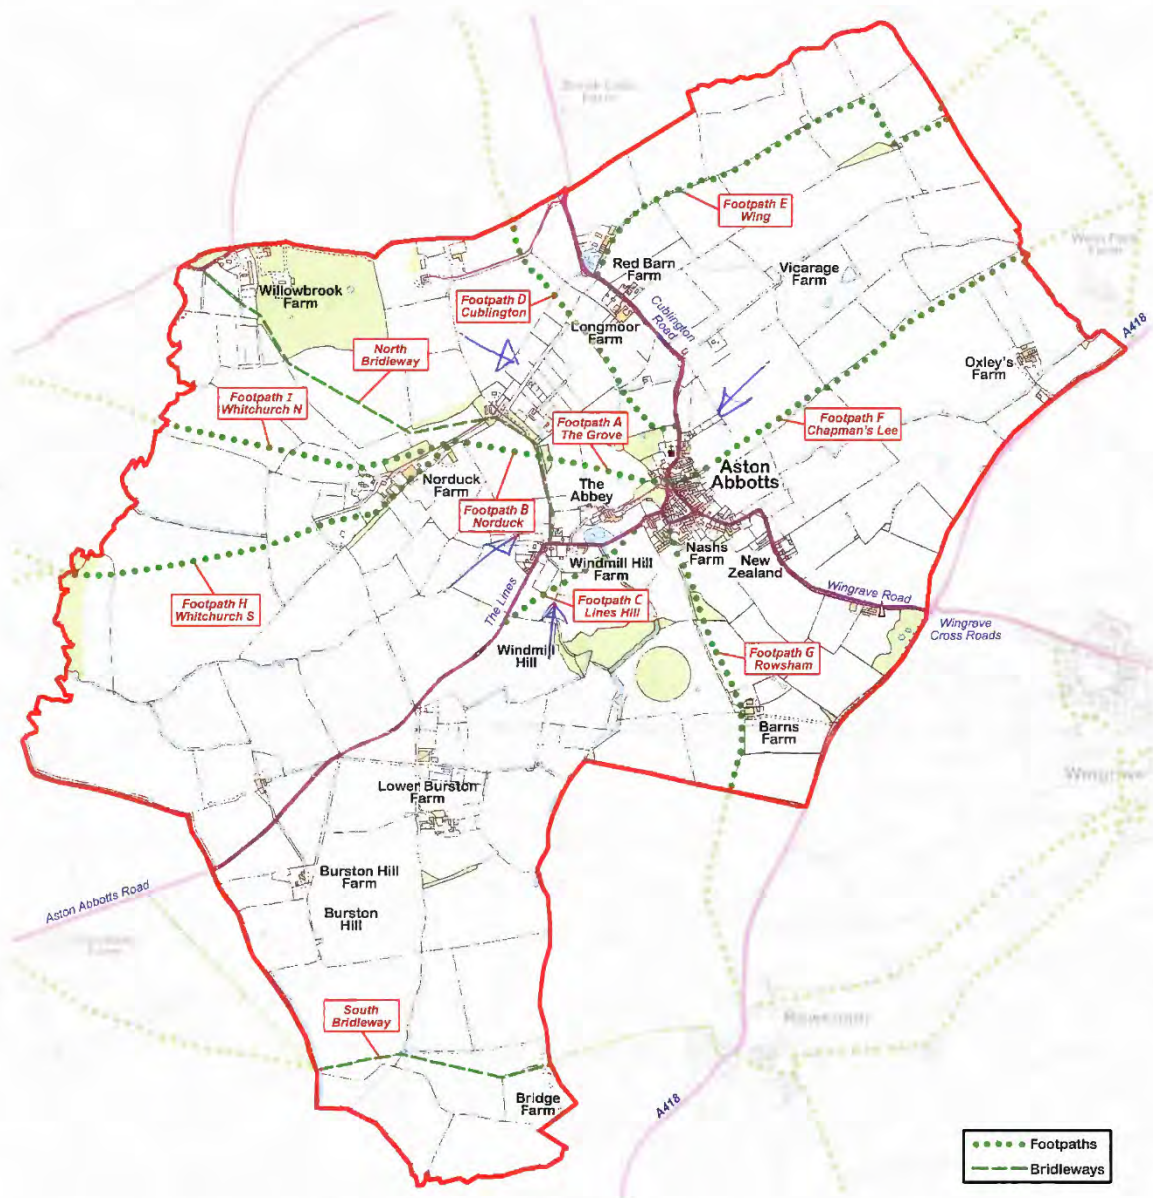 Footpath E
Wing
Red Barn
Farm
Vicarage
Farm
Willowbrook
Farm
Footpath D
Cublington
Cublington
Road
Longmoor
Farm
A418
North
Bridleway
Oxley's
Farm
Footpath I
Whitchurch N
Footpath A
The Grove
Footpath F
Chapman's Lee
Aston
Abbotts
Norduck
Farm
The
Abbey
Footpath B
Norduck
Nashs
Farm
New
Zealand
Windmill Hill
Farm
Footpath H
Whitchurch S
The Lines
Footpath C
Lines Hill
Wingrave Road
Wingrave
Cross Roads
Windmill
Hill
Footpath G
Rowsham
Barns
Farm
Wingrave
Lower Burston
Farm
Burston Hill
Farm
Aston Abbotts Road
Burston
Hill
South
Bridleway
Rowsham
Bridge
Farm
A418
Footpaths
Bridleways